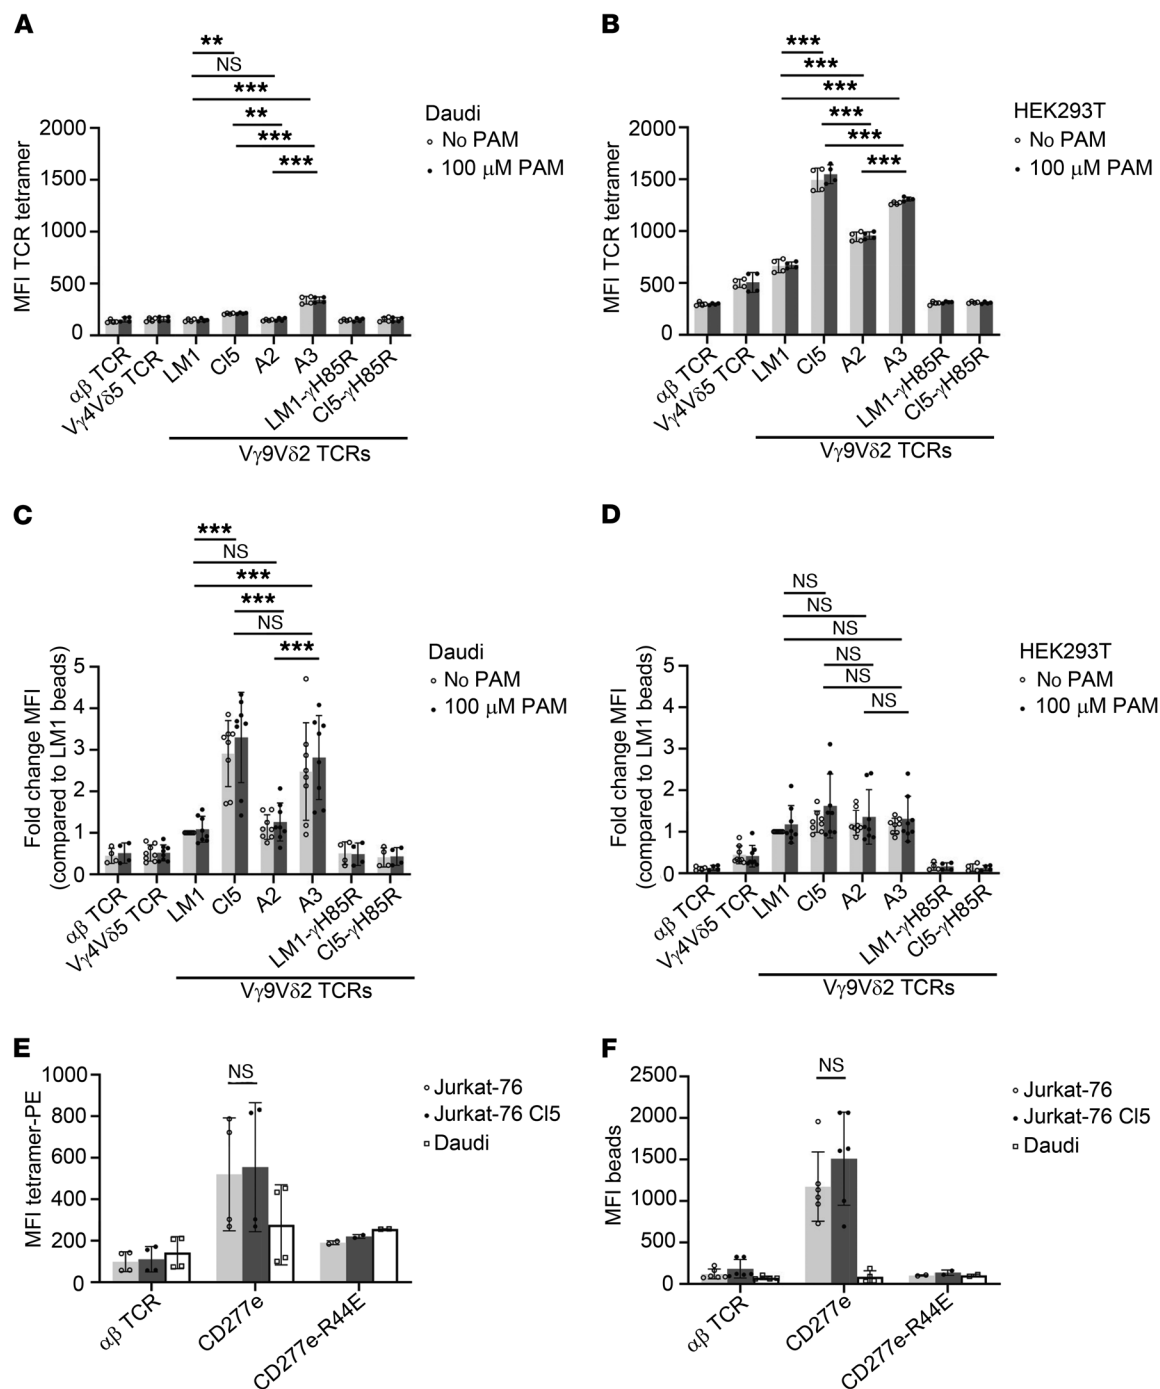 A
**
NS
***
**
***
***
Daudi
No PAM
100 μM PAM
MFI TCR tetramer
2000
1500
1000
500
0
αβ TCR
Vγ4Vδ5 TCR
LM1
Cl5
A2
A3
LM1-γH85R
Cl5-γH85R
Vγ9Vδ2 TCRs
B
***
***
***
***
***
***
HEK293T
No PAM
100 μM PAM
MFI TCR tetramer
2000
1500
1000
500
0
αβ TCR
Vγ4Vδ5 TCR
LM1
Cl5
A2
A3
LM1-γH85R
Cl5-γH85R
Vγ9Vδ2 TCRs
C
***
NS
***
***
NS
***
Daudi
No PAM
100 μM PAM
Fold change MFI
(compared to LM1 beads)
5
4
3
2
1
0
αβ TCR
Vγ4Vδ5 TCR
LM1
Cl5
A2
A3
LM1-γH85R
Cl5-γH85R
Vγ9Vδ2 TCRs
D
NS
NS
NS
NS
NS
NS
HEK293T
No PAM
100 μM PAM
Fold change MFI
(compared to LM1 beads)
5
4
3
2
1
0
αβ TCR
Vγ4Vδ5 TCR
LM1
Cl5
A2
A3
LM1-γH85R
Cl5-γH85R
Vγ9Vδ2 TCRs
E
NS
Jurkat-76
Jurkat-76 Cl5
Daudi
MFI tetramer-PE
1000
800
600
400
200
0
αβ TCR
CD277e
CD277e-R44E
F
NS
Jurkat-76
Jurkat-76 Cl5
Daudi
MFI beads
2500
2000
1500
1000
500
0
αβ TCR
CD277e
CD277e-R44E